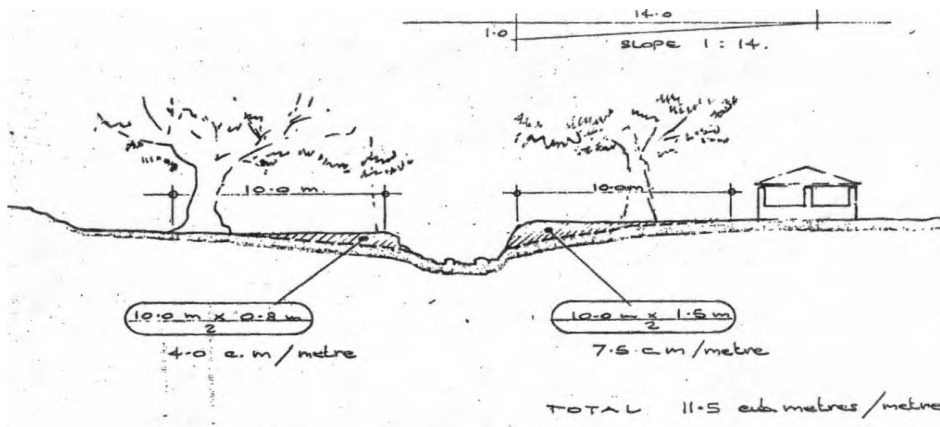 14.0
1.0
SLOPE 1 : 14.
10.0 m.
10.0m
10.0 m x 0.8 m
2
4.0 c.m/metre
10.0 m x 1.5 m
2
7.5 c m/metre
TOTAL 11.5 cub metres/metre